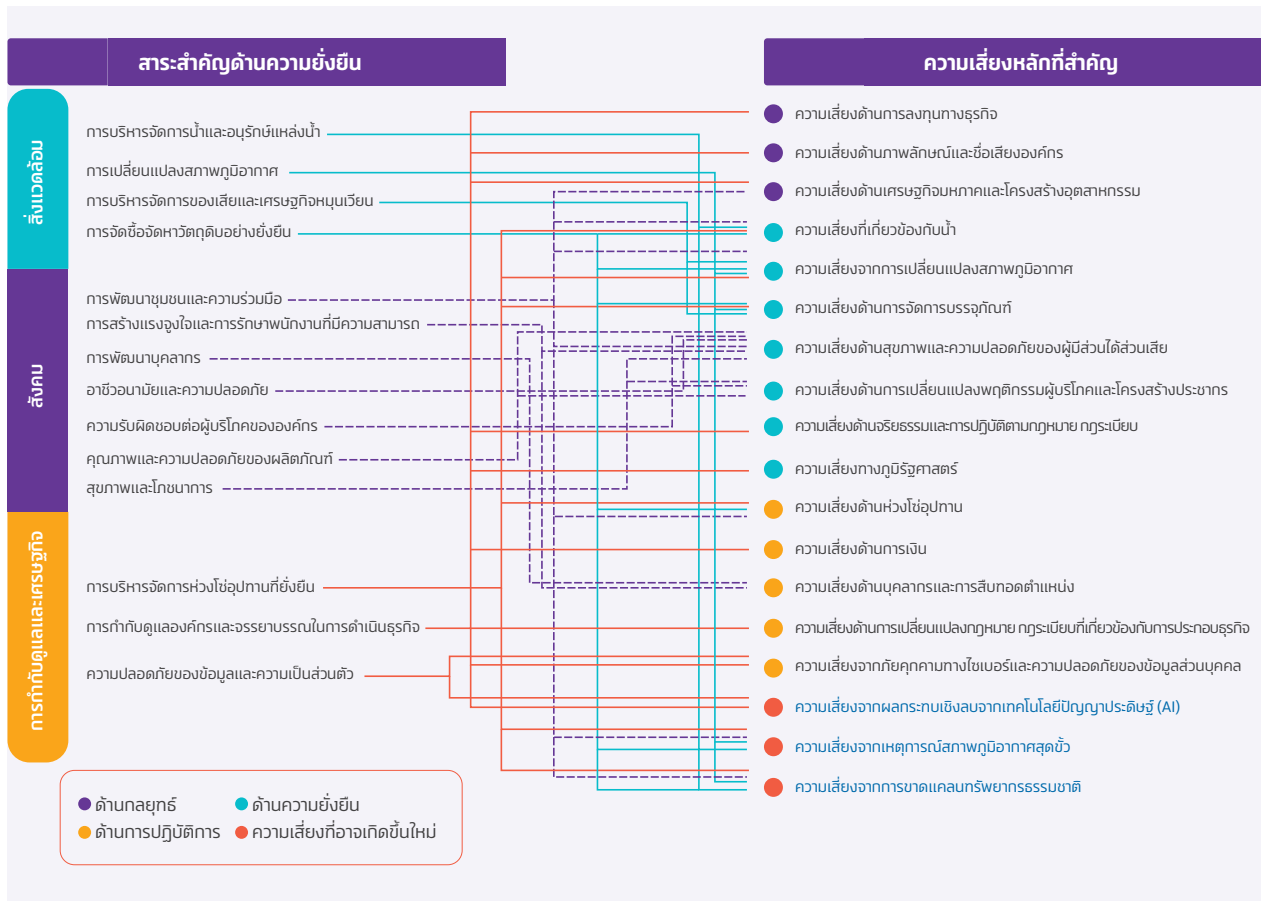 สาระสำคัญด้านความยั่งยืน
ความเสี่ยงหลักที่สำคัญ
สิ่งแวดล้อม
การบริหารจัดการน้ำและอนุรักษ์แหล่งน้ำ
การเปลี่ยนแปลงสภาพภูมิอากาศ
การบริหารจัดการของเสียและเศรษฐกิจหมุนเวียน
การจัดซื้อจัดหาวัตถุดิบอย่างยั่งยืน
สังคม
การพัฒนาชุมชนและความร่วมมือ
การสร้างแรงจูงใจและการรักษาพนักงานที่มีความสามารถ
การพัฒนาบุคลากร
อาชีวอนามัยและความปลอดภัย
ความรับผิดชอบต่อผู้บริโภคขององค์กร
คุณภาพและความปลอดภัยของผลิตภัณฑ์
สุขภาพและโภชนาการ
การกำกับดูแลและเศรษฐกิจ
การบริหารจัดการห่วงโซ่อุปทานที่ยั่งยืน
การกำกับดูแลองค์กรและจรรยาบรรณในการดำเนินธุรกิจ
ความปลอดภัยของข้อมูลและความเป็นส่วนตัว
ความเสี่ยงด้านการลงทุนทางธุรกิจ
ความเสี่ยงด้านภาพลักษณ์และชื่อเสียงองค์กร
ความเสี่ยงด้านเศรษฐกิจมหภาคและโครงสร้างอุตสาหกรรม
ความเสี่ยงที่เกี่ยวข้องกับน้ำ
ความเสี่ยงจากการเปลี่ยนแปลงสภาพภูมิอากาศ
ความเสี่ยงด้านการจัดการบรรจุภัณฑ์
ความเสี่ยงด้านสุขภาพและความปลอดภัยของผู้มีส่วนได้ส่วนเสีย
ความเสี่ยงด้านการเปลี่ยนแปลงพฤติกรรมผู้บริโภคและโครงสร้างประชากร
ความเสี่ยงด้านจริยธรรมและการปฏิบัติตามกฎหมาย กฎระเบียบ
ความเสี่ยงทางภูมิรัฐศาสตร์
ความเสี่ยงด้านห่วงโซ่อุปทาน
ความเสี่ยงด้านการเงิน
ความเสี่ยงด้านบุคลากรและการสืบทอดตำแหน่ง
ความเสี่ยงด้านการเปลี่ยนแปลงกฎหมาย กฎระเบียบที่เกี่ยวข้องกับการประกอบธุรกิจ
ความเสี่ยงจากภัยคุกคามทางไซเบอร์และความปลอดภัยของข้อมูลส่วนบุคคล
ความเสี่ยงจากผลกระทบเชิงลบจากเทคโนโลยีปัญญาประดิษฐ์ (AI)
ความเสี่ยงจากเหตุการณ์สภาพภูมิอากาศสุดขั้ว
ความเสี่ยงจากการขาดแคลนทรัพยากรธรรมชาติ
ด้านกลยุทธ์
ด้านความยั่งยืน
ด้านการปฏิบัติการ
ความเสี่ยงที่อาจเกิดขึ้นใหม่